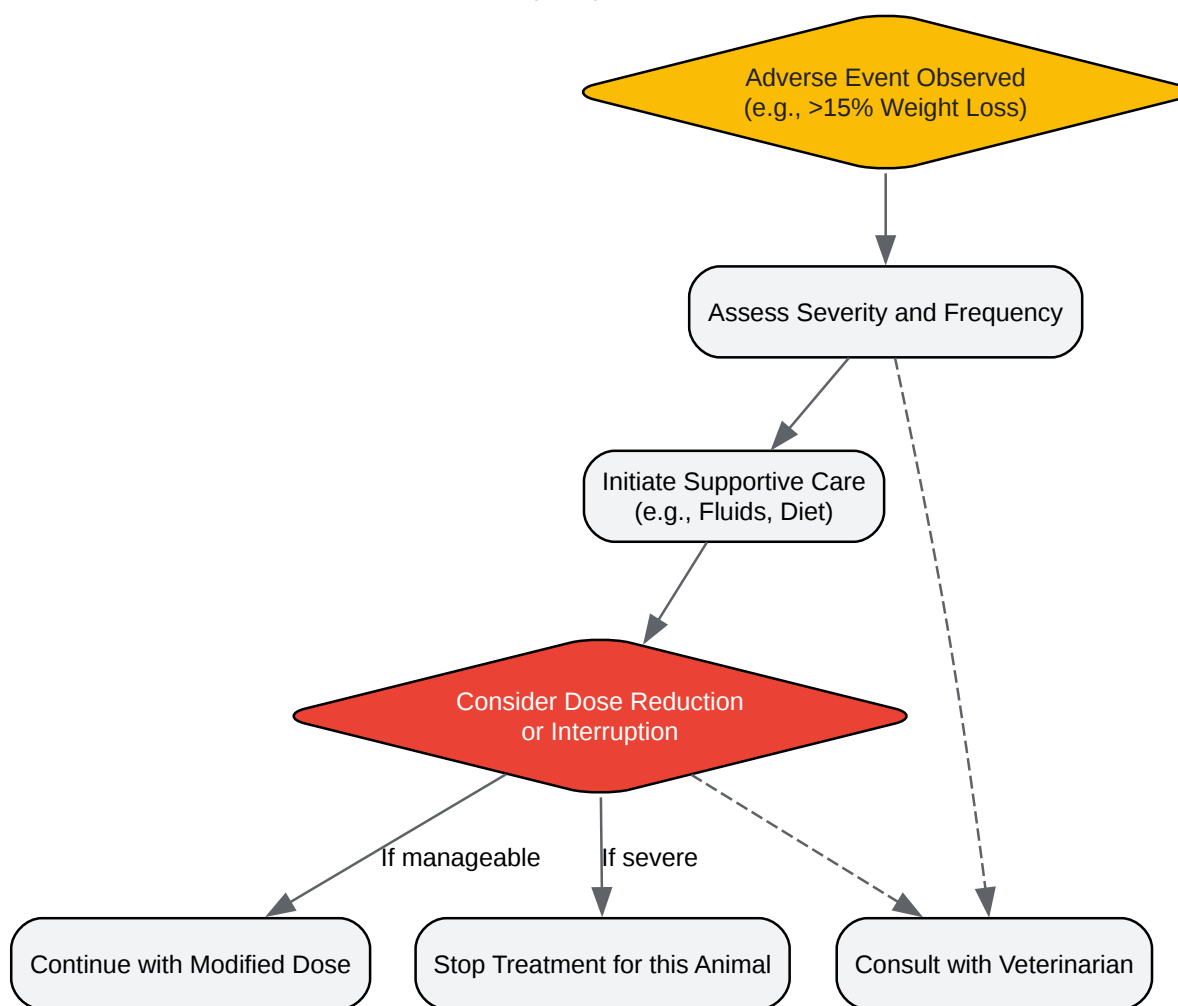 Adverse Event Observed
(e.g., >15% Weight Loss)
Assess Severity and Frequency
Initiate Supportive Care
(e.g., Fluids, Diet)
Consider Dose Reduction
or Interruption
If manageable
If severe
Continue with Modified Dose
Stop Treatment for this Animal
Consult with Veterinarian